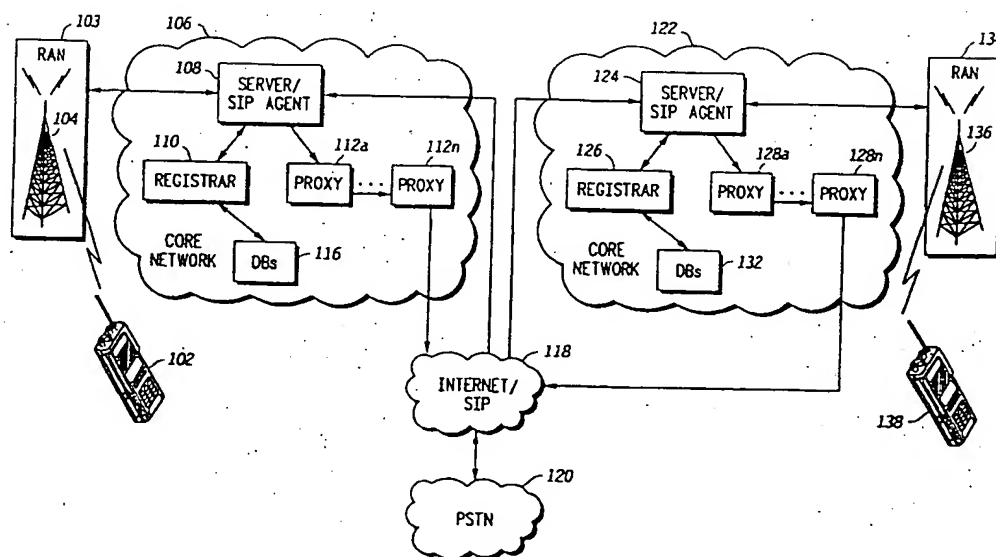 103
RAN
104
106
108
SERVER/
SIP AGENT
110
REGISTRAR
112a
PROXY
...
112n
PROXY
CORE
NETWORK
DBs
116
102
122
124
SERVER/
SIP AGENT
126
REGISTRAR
128a
PROXY
...
128n
PROXY
CORE
NETWORK
DBs
132
RAN
136
138
118
INTERNET/
SIP
120
PSTN